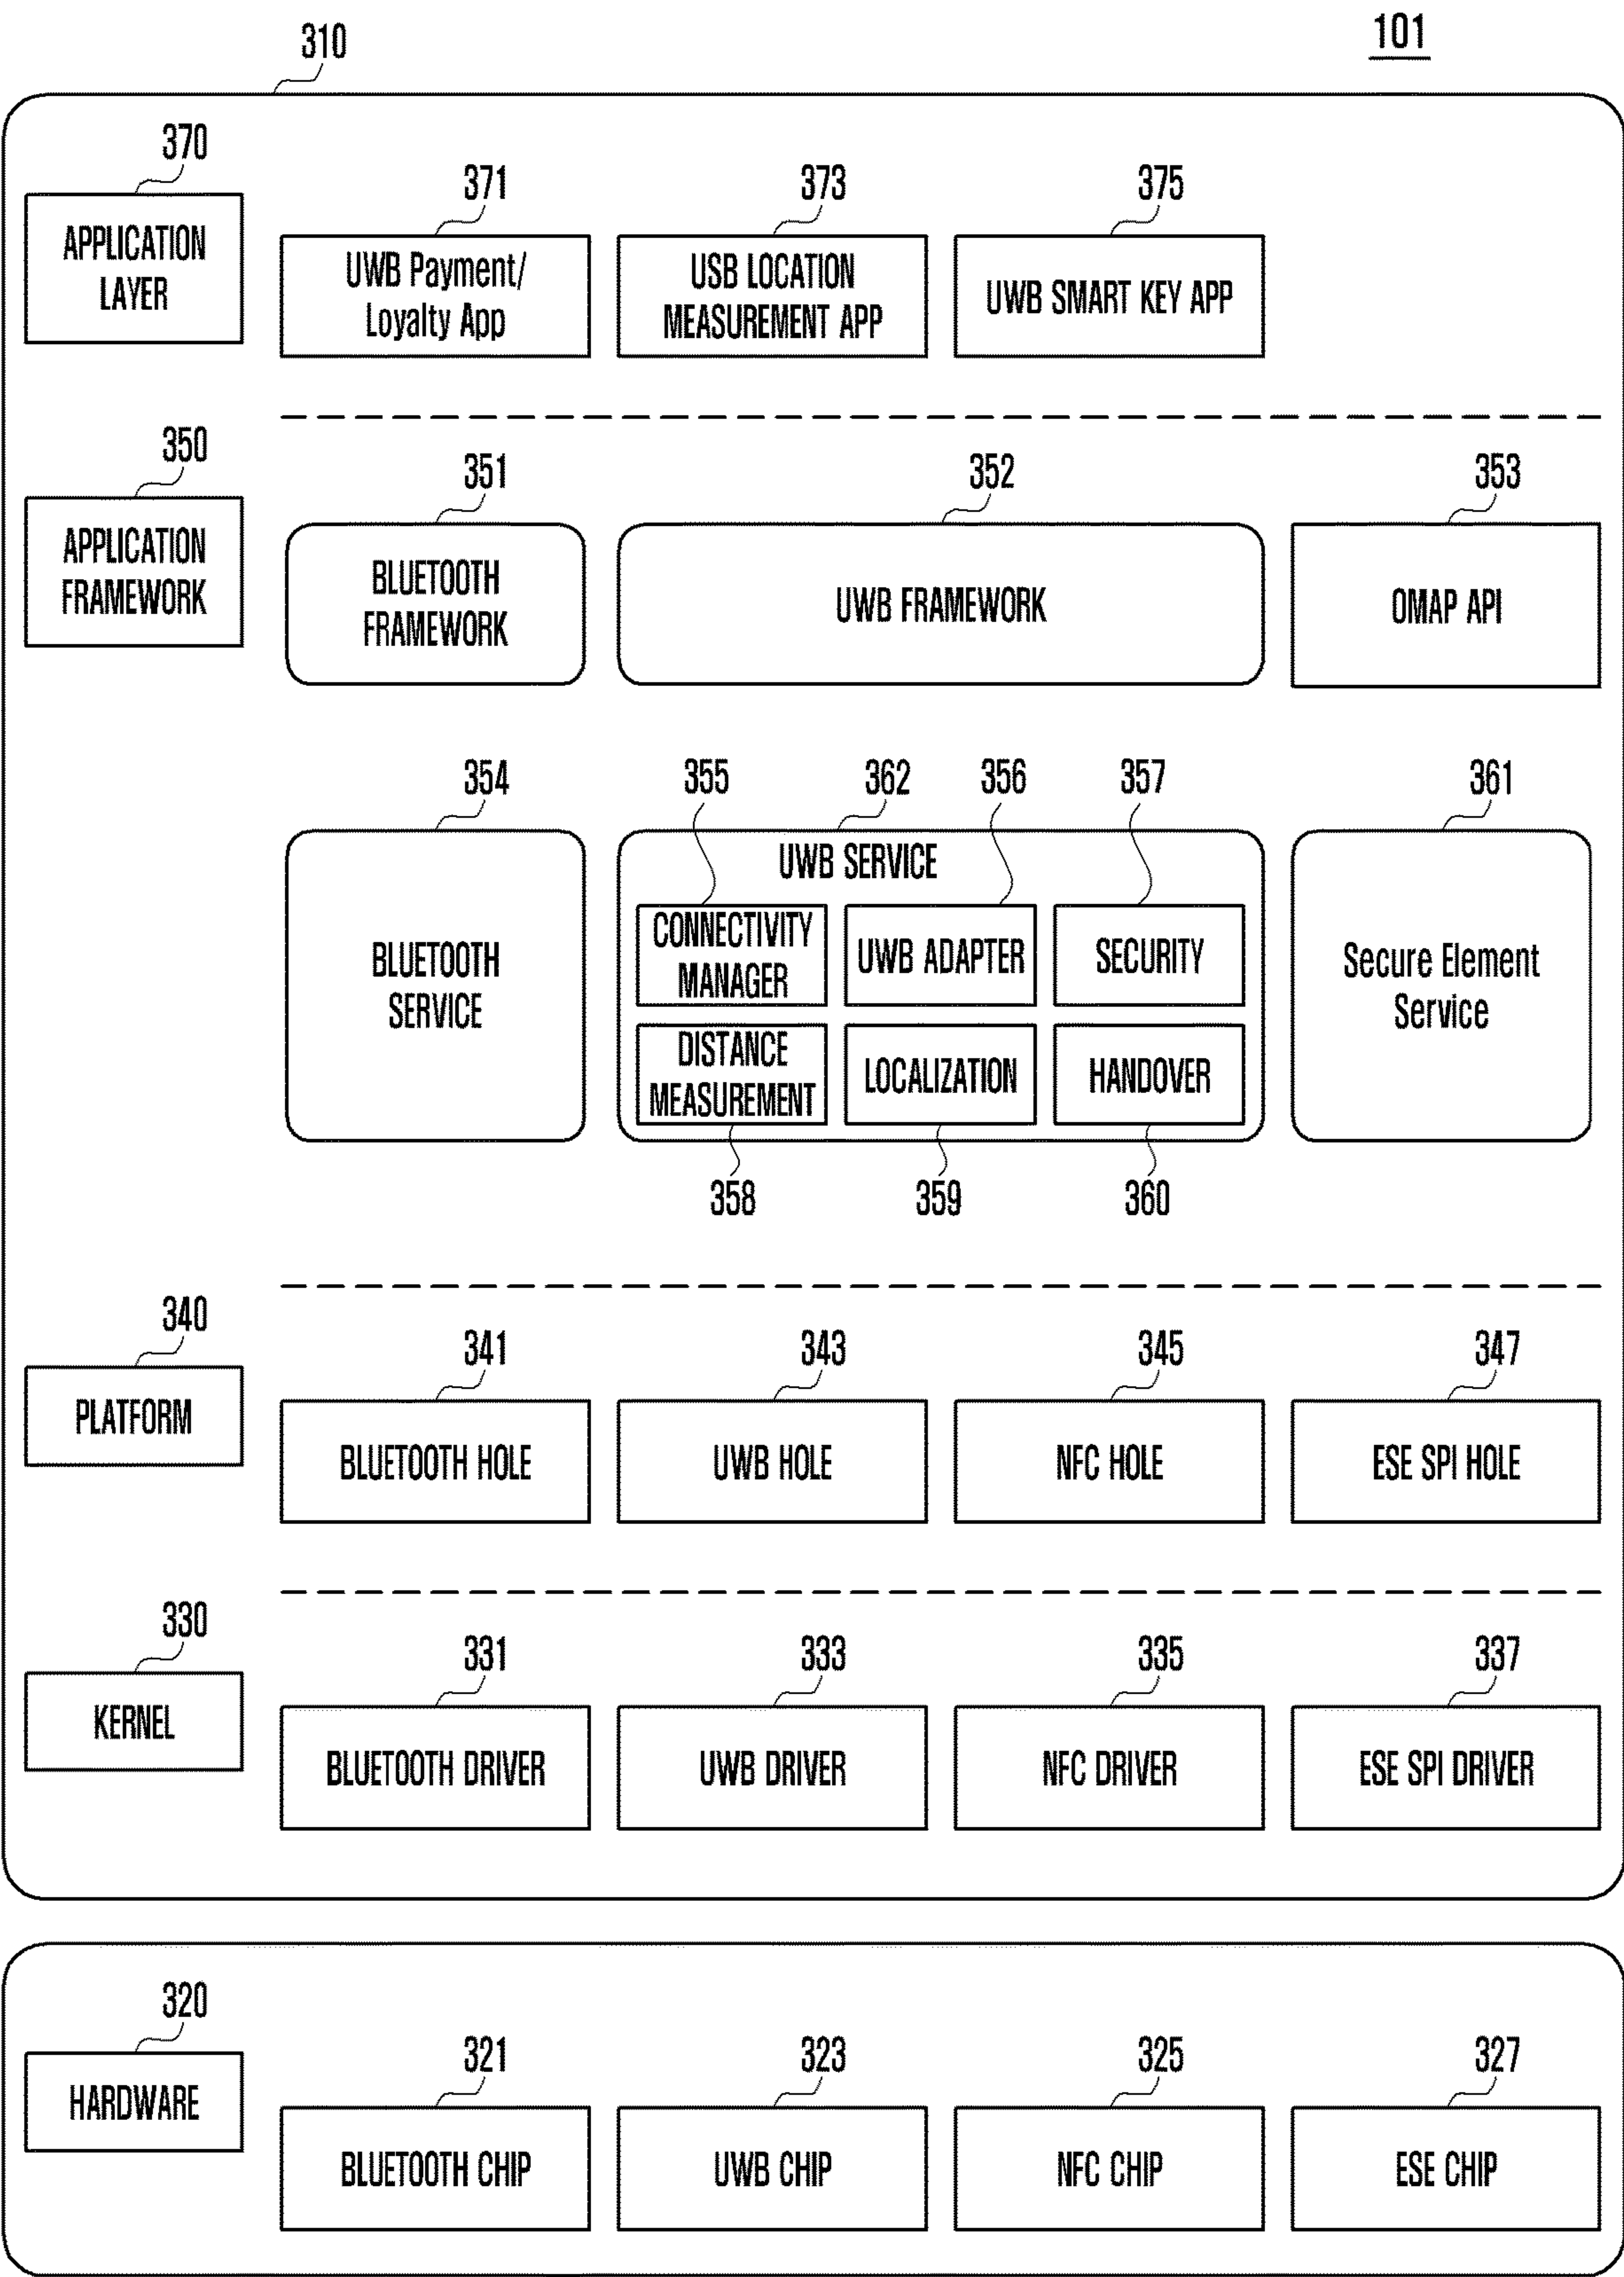 101
310
370
APPLICATION
LAYER
371
UWB Payment/
Loyalty App
373
USB LOCATION
MEASUREMENT APP
375
UWB SMART KEY APP
350
APPLICATION
FRAMEWORK
351
BLUETOOTH
FRAMEWORK
352
UWB FRAMEWORK
353
OMAP API
354
BLUETOOTH
SERVICE
355
362
356
357
UWB SERVICE
CONNECTIVITY
MANAGER
UWB ADAPTER
SECURITY
DISTANCE
MEASUREMENT
LOCALIZATION
HANDOVER
358
359
360
361
Secure Element
Service
340
PLATFORM
341
BLUETOOTH HOLE
343
UWB HOLE
345
NFC HOLE
347
ESE SPI HOLE
330
KERNEL
331
BLUETOOTH DRIVER
333
UWB DRIVER
335
NFC DRIVER
337
ESE SPI DRIVER
320
HARDWARE
321
BLUETOOTH CHIP
323
UWB CHIP
325
NFC CHIP
327
ESE CHIP